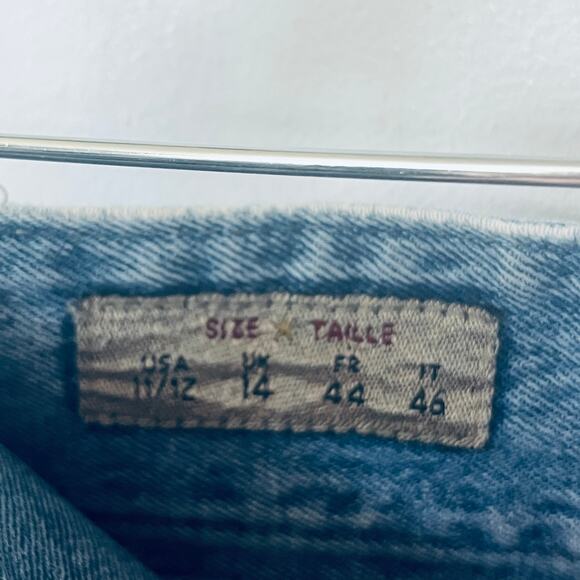 SIZE ★ TAILLE
USA UK FR IT
11/12 14 44 46